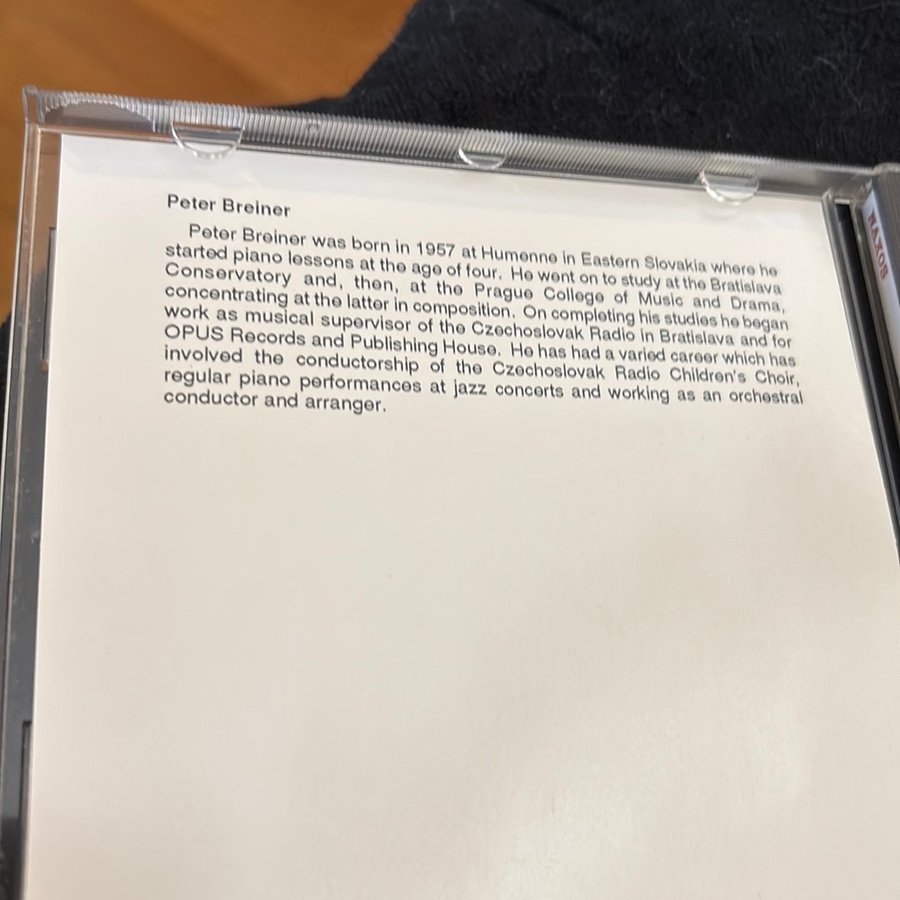 Peter Breiner
Peter Breiner was born in 1957 at Humenne in Eastern Slovakia where he
started piano lessons at the age of four. He went on to study at the Bratislava
Conservatory and, then, at the Prague College of Music and Drama,
concentrating at the latter in composition. On completing his studies he began
work as musical supervisor of the Czechoslovak Radio in Bratislava and for
OPUS Records and Publishing House. He has had a varied career which has
involved the conductorship of the Czechoslovak Radio Children's Choir,
regular piano performances at jazz concerts and working as an orchestral
conductor and arranger.
NAXOS